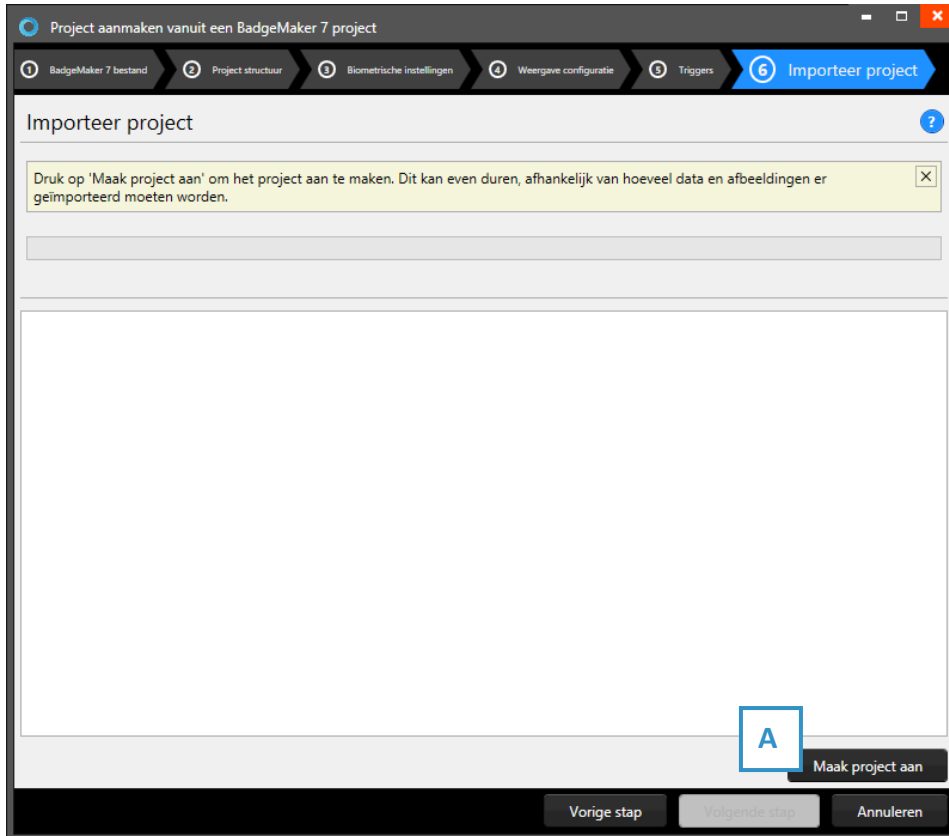 Project aanmaken vanuit een BadgeMaker 7 project
1 BadgeMaker 7 bestand 2 Project structuur 3 Biometrische instellingen 4 Weergave configuratie 5 Triggers 6 Importeer project
Importeer project
?
Druk op 'Maak project aan' om het project aan te maken. Dit kan even duren, afhankelijk van hoeveel data en afbeeldingen er
geïmporteerd moeten worden.
A
Maak project aan
Vorige stap Volgende stap Annuleren